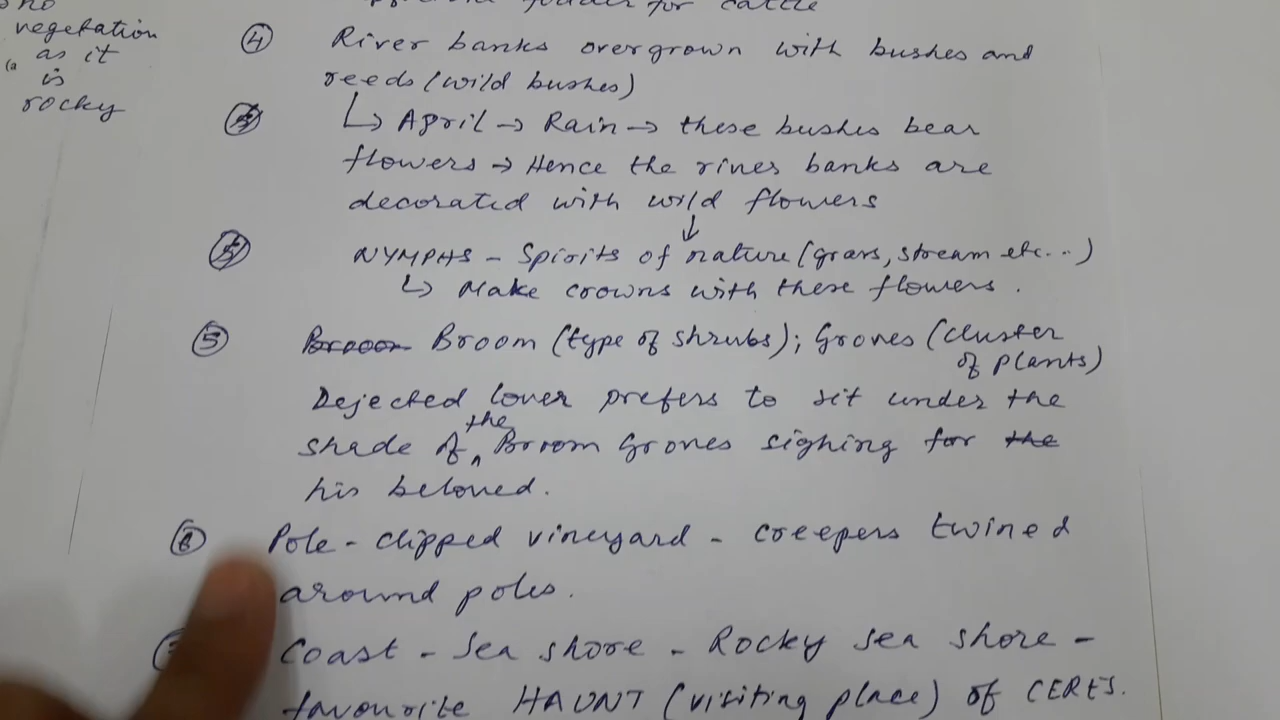 no
vegetation
as it
is
rocky
fodder for cattle
④ River banks overgrown with bushes and
reeds (wild bushes)
↳ April → Rain → these bushes bear
flowers → Hence the river banks are
decorated with wild flowers
↓
NYMPHS - Spirits of nature (grass, stream etc...)
↳ Make crowns with these flowers.
⑤ Broom (type of shrubs); Groves (cluster
of plants)
Dejected lover prefers to sit under the
shade of the Broom Groves sighing for the
his beloved.
⑥ Pole - clipped vineyard - creepers twined
around poles.
Coast - Sea shore - Rocky sea shore -
favourite HAUNT (visiting place) of CERES.